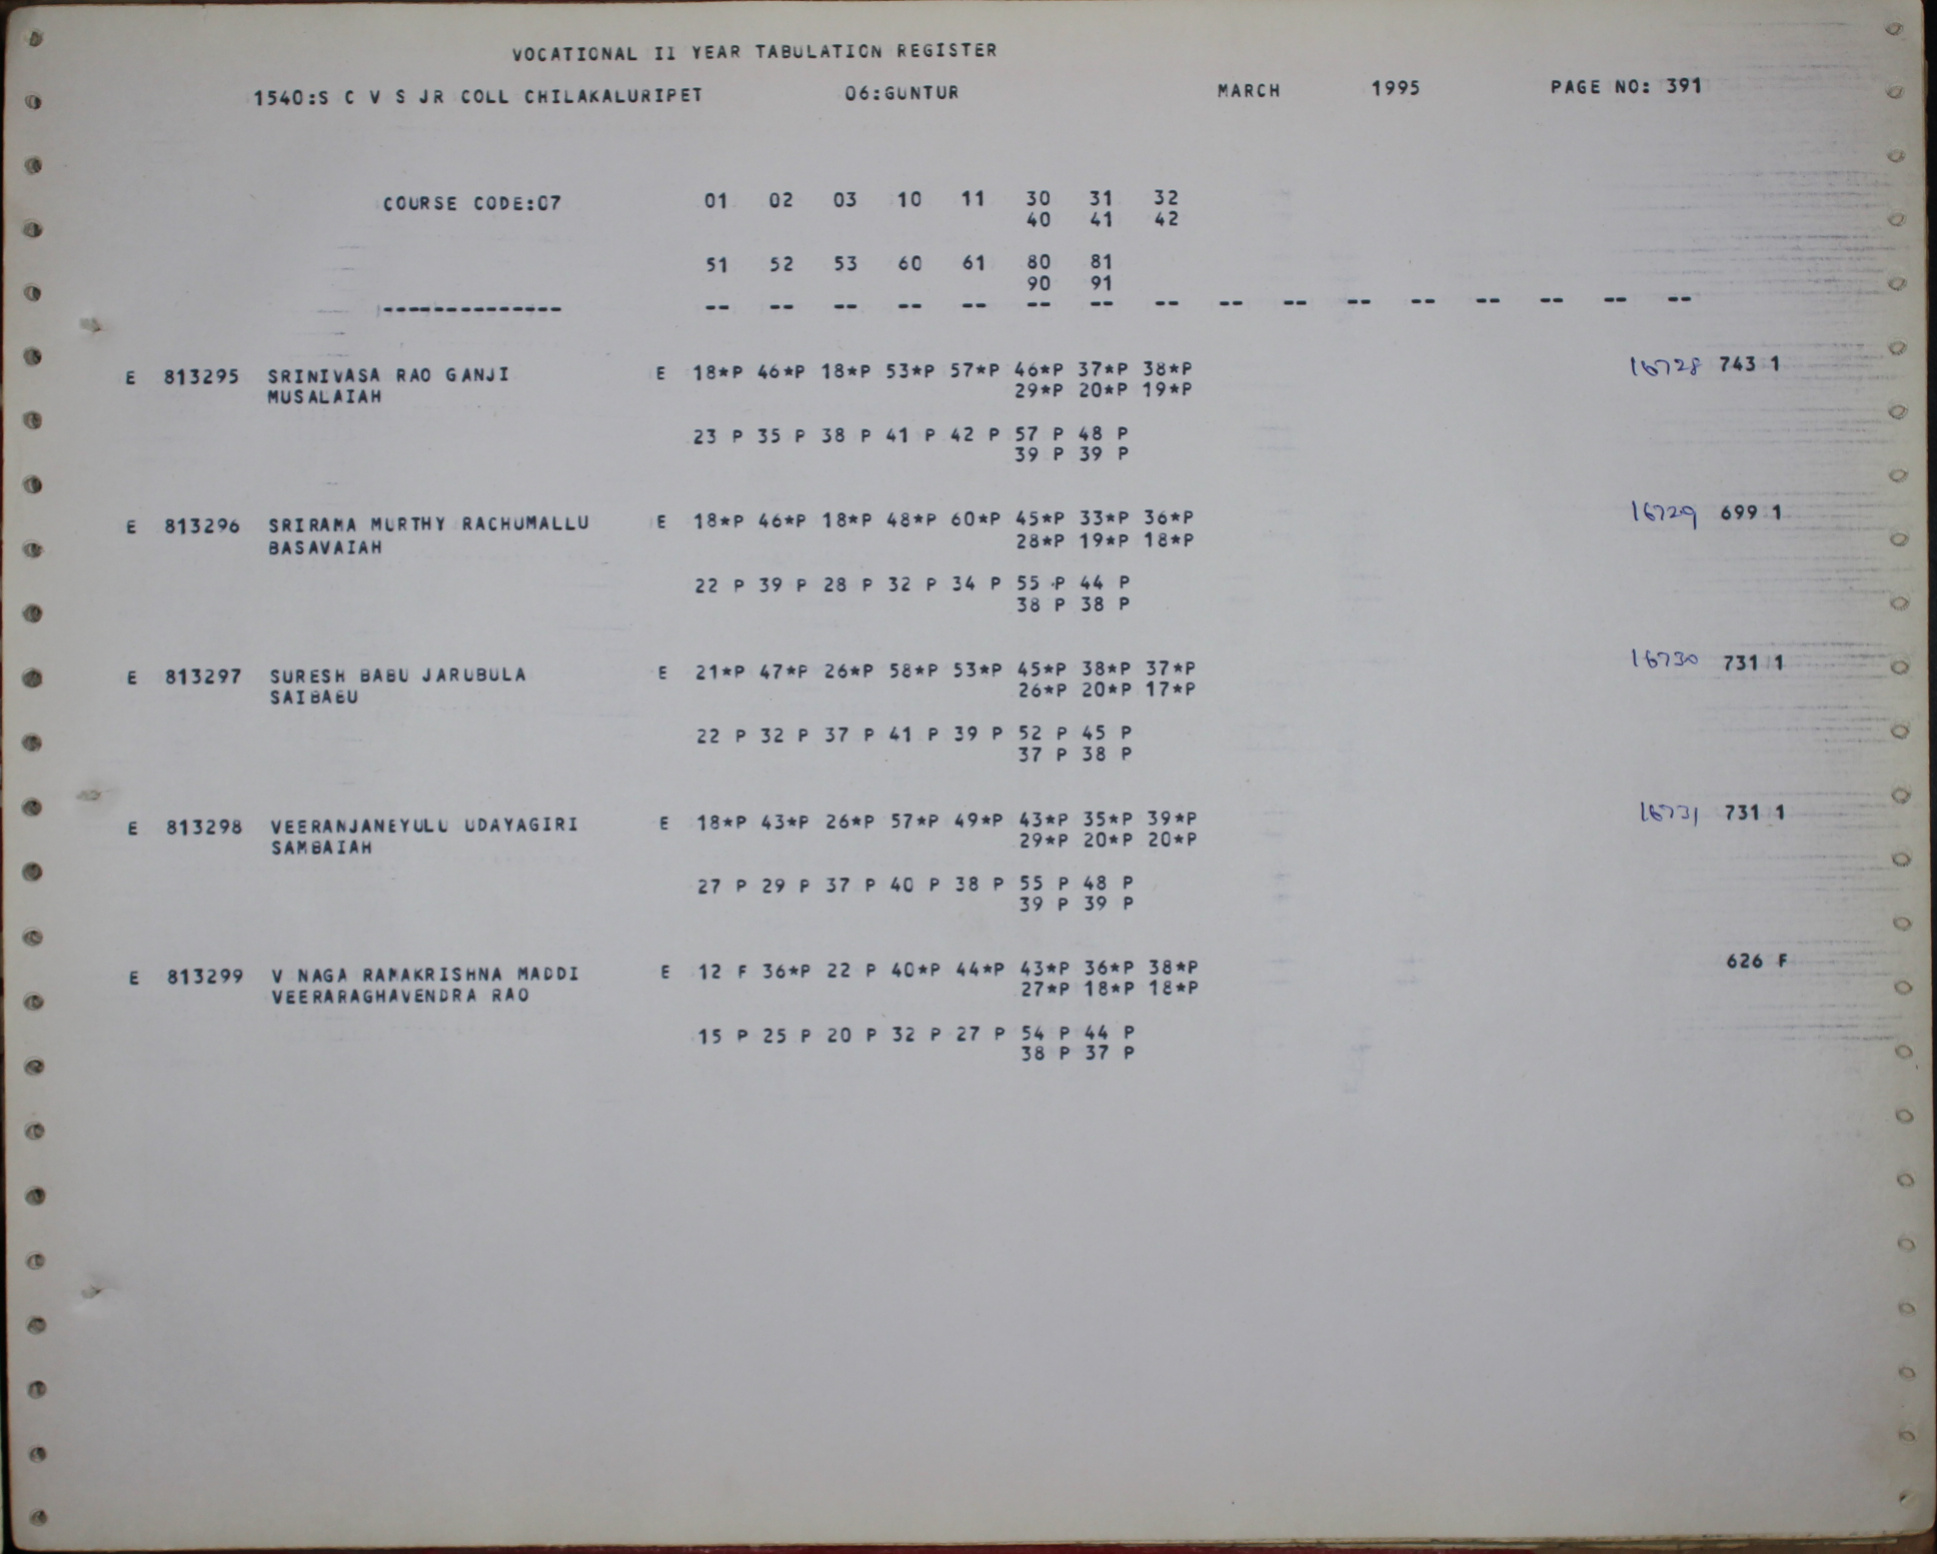 VOCATIONAL II YEAR TABULATION REGISTER
1540:S C V S JR COLL CHILAKALURIPET 06:GUNTUR MARCH 1995 PAGE NO: 391
COURSE CODE:07 01 02 03 10 11 30 31 32
40 41 42
51 52 53 60 61 80 81
90 91
-------------- -- -- -- -- -- -- -- -- -- -- -- -- -- -- -- --
E 813295 SRINIVASA RAO GANJI E 18*P 46*P 18*P 53*P 57*P 46*P 37*P 38*P 16728 743 1
MUSALAIAH 29*P 20*P 19*P
23 P 35 P 38 P 41 P 42 P 57 P 48 P
39 P 39 P
E 813296 SRIRAMA MURTHY RACHUMALLU E 18*P 46*P 18*P 48*P 60*P 45*P 33*P 36*P 16729 699 1
BASAVAIAH 28*P 19*P 18*P
22 P 39 P 28 P 32 P 34 P 55 P 44 P
38 P 38 P
E 813297 SURESH BABU JARUBULA E 21*P 47*P 26*P 58*P 53*P 45*P 38*P 37*P 16730 731 1
SAIBABU 26*P 20*P 17*P
22 P 32 P 37 P 41 P 39 P 52 P 45 P
37 P 38 P
E 813298 VEERANJANEYULU UDAYAGIRI E 18*P 43*P 26*P 57*P 49*P 43*P 35*P 39*P 16731 731 1
SAMBAIAH 29*P 20*P 20*P
27 P 29 P 37 P 40 P 38 P 55 P 48 P
39 P 39 P
E 813299 V NAGA RAMAKRISHNA MADDI E 12 F 36*P 22 P 40*P 44*P 43*P 36*P 38*P 626 F
VEERARAGHAVENDRA RAO 27*P 18*P 18*P
15 P 25 P 20 P 32 P 27 P 54 P 44 P
38 P 37 P